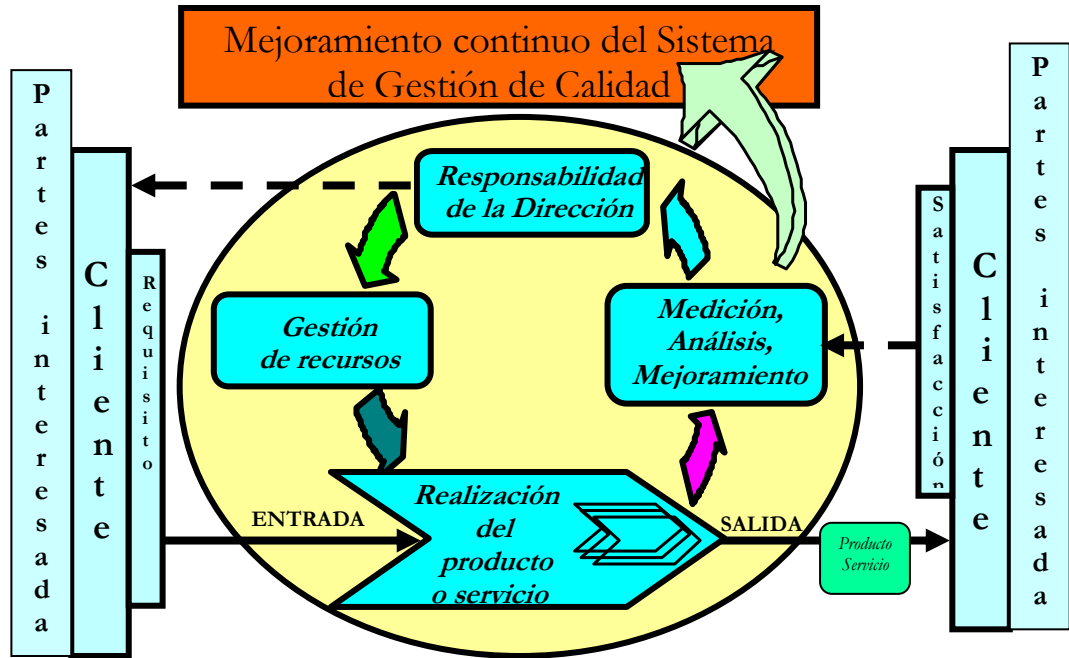 Mejoramiento continuo del Sistema
de Gestión de Calidad
Partes interesada
Cliente
Requisito
Responsabilidad
de la Dirección
Gestión
de recursos
Medición,
Análisis,
Mejoramiento
ENTRADA
Realización
del
producto
o servicio
SALIDA
Producto
Servicio
Satisfacción
Cliente
Partes interesada